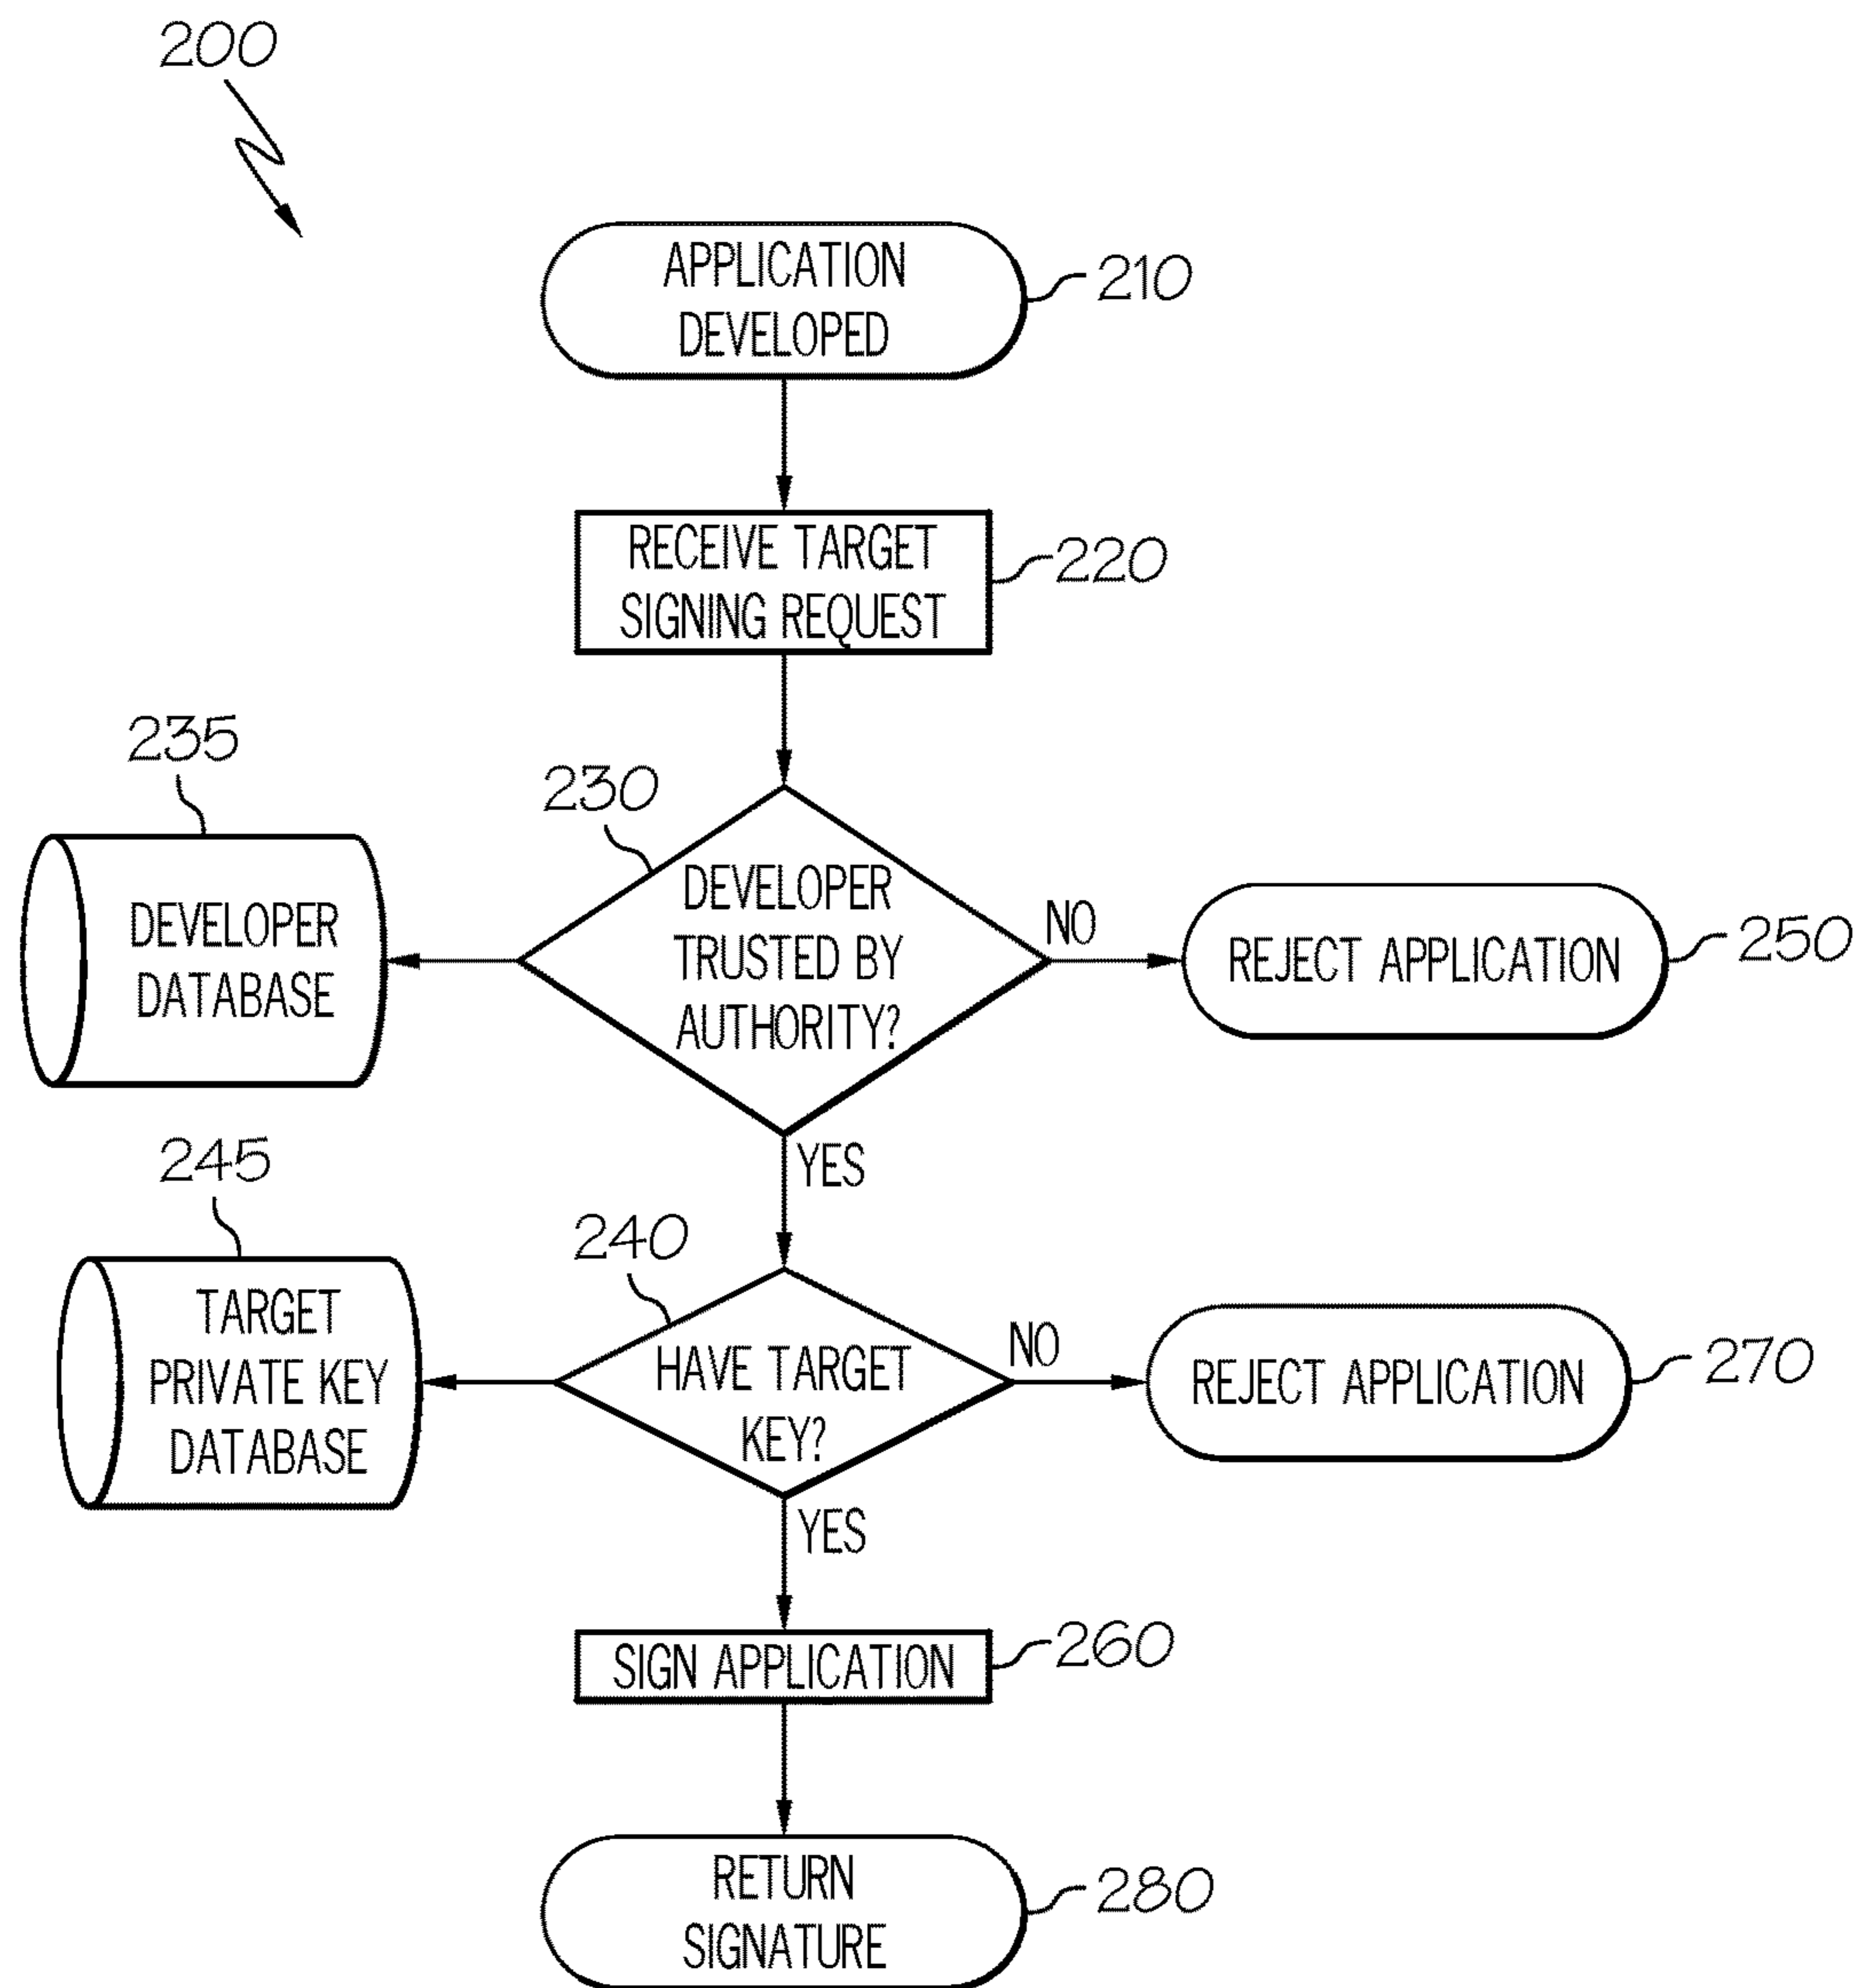 200
APPLICATION
DEVELOPED
210
RECEIVE TARGET
SIGNING REQUEST
220
235
230
DEVELOPER
DATABASE
DEVELOPER
TRUSTED BY
AUTHORITY?
NO
REJECT APPLICATION
250
YES
245
240
TARGET
PRIVATE KEY
DATABASE
HAVE TARGET
KEY?
NO
REJECT APPLICATION
270
YES
SIGN APPLICATION
260
RETURN
SIGNATURE
280